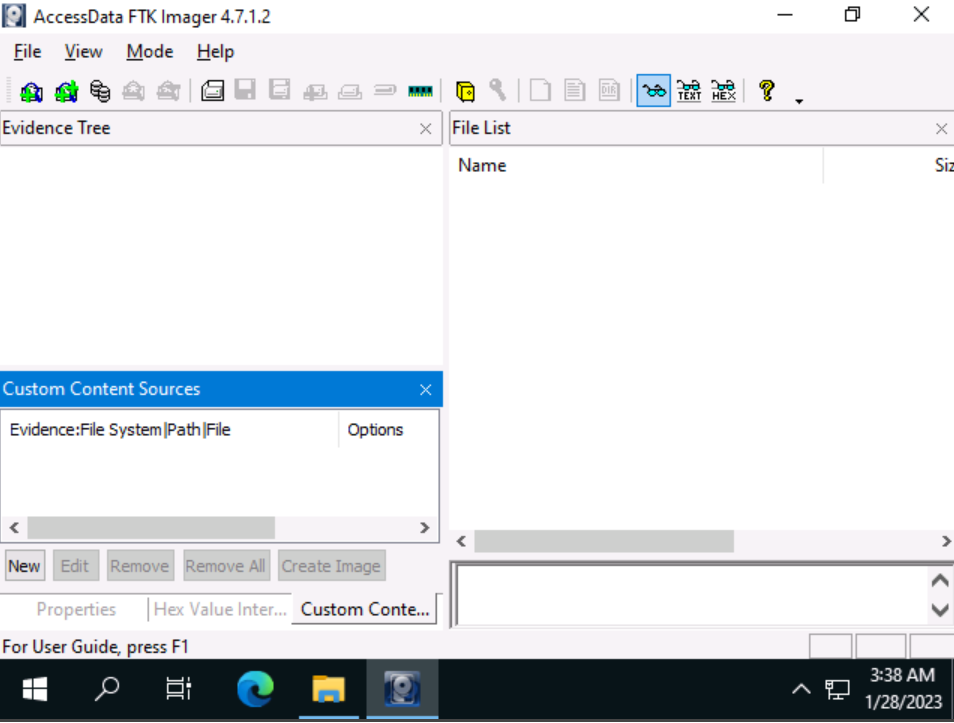 AccessData FTK Imager 4.7.1.2
File View Mode Help
DIR TEXT HEX
Evidence Tree
File List
Name
Siz
Custom Content Sources
Evidence:File System|Path|File
Options
New Edit Remove Remove All Create Image
Properties Hex Value Inter... Custom Conte...
For User Guide, press F1
3:38 AM
1/28/2023